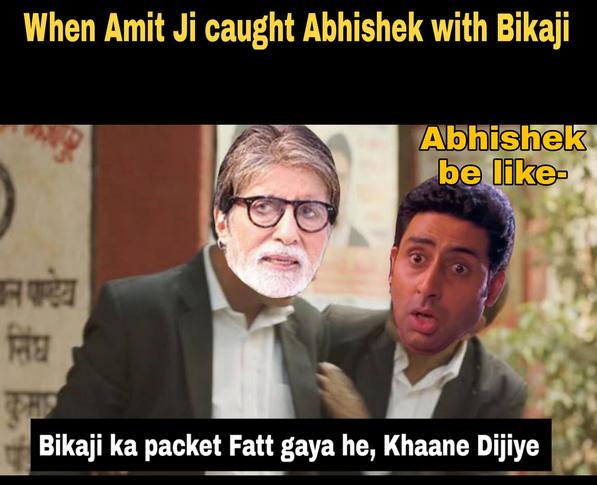 When Amit Ji caught Abhishek with Bikaji
Abhishek
be like-
सिंघ
Bikaji ka packet Fatt gaya he, Khaane Dijiye